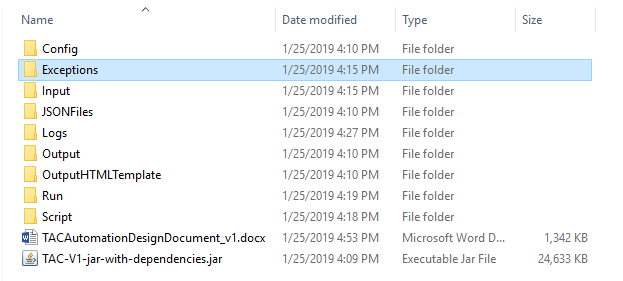 Name Date modified Type Size
Config 1/25/2019 4:10 PM File folder
Exceptions 1/25/2019 4:15 PM File folder
Input 1/25/2019 4:15 PM File folder
JSONFiles 1/25/2019 4:10 PM File folder
Logs 1/25/2019 4:27 PM File folder
Output 1/25/2019 4:10 PM File folder
OutputHTMLTemplate 1/25/2019 4:10 PM File folder
Run 1/25/2019 4:19 PM File folder
Script 1/25/2019 4:18 PM File folder
TACAutomationDesignDocument_v1.docx 1/25/2019 4:53 PM Microsoft Word D... 1,342 KB
TAC-V1-jar-with-dependencies.jar 1/25/2019 4:09 PM Executable Jar File 24,633 KB